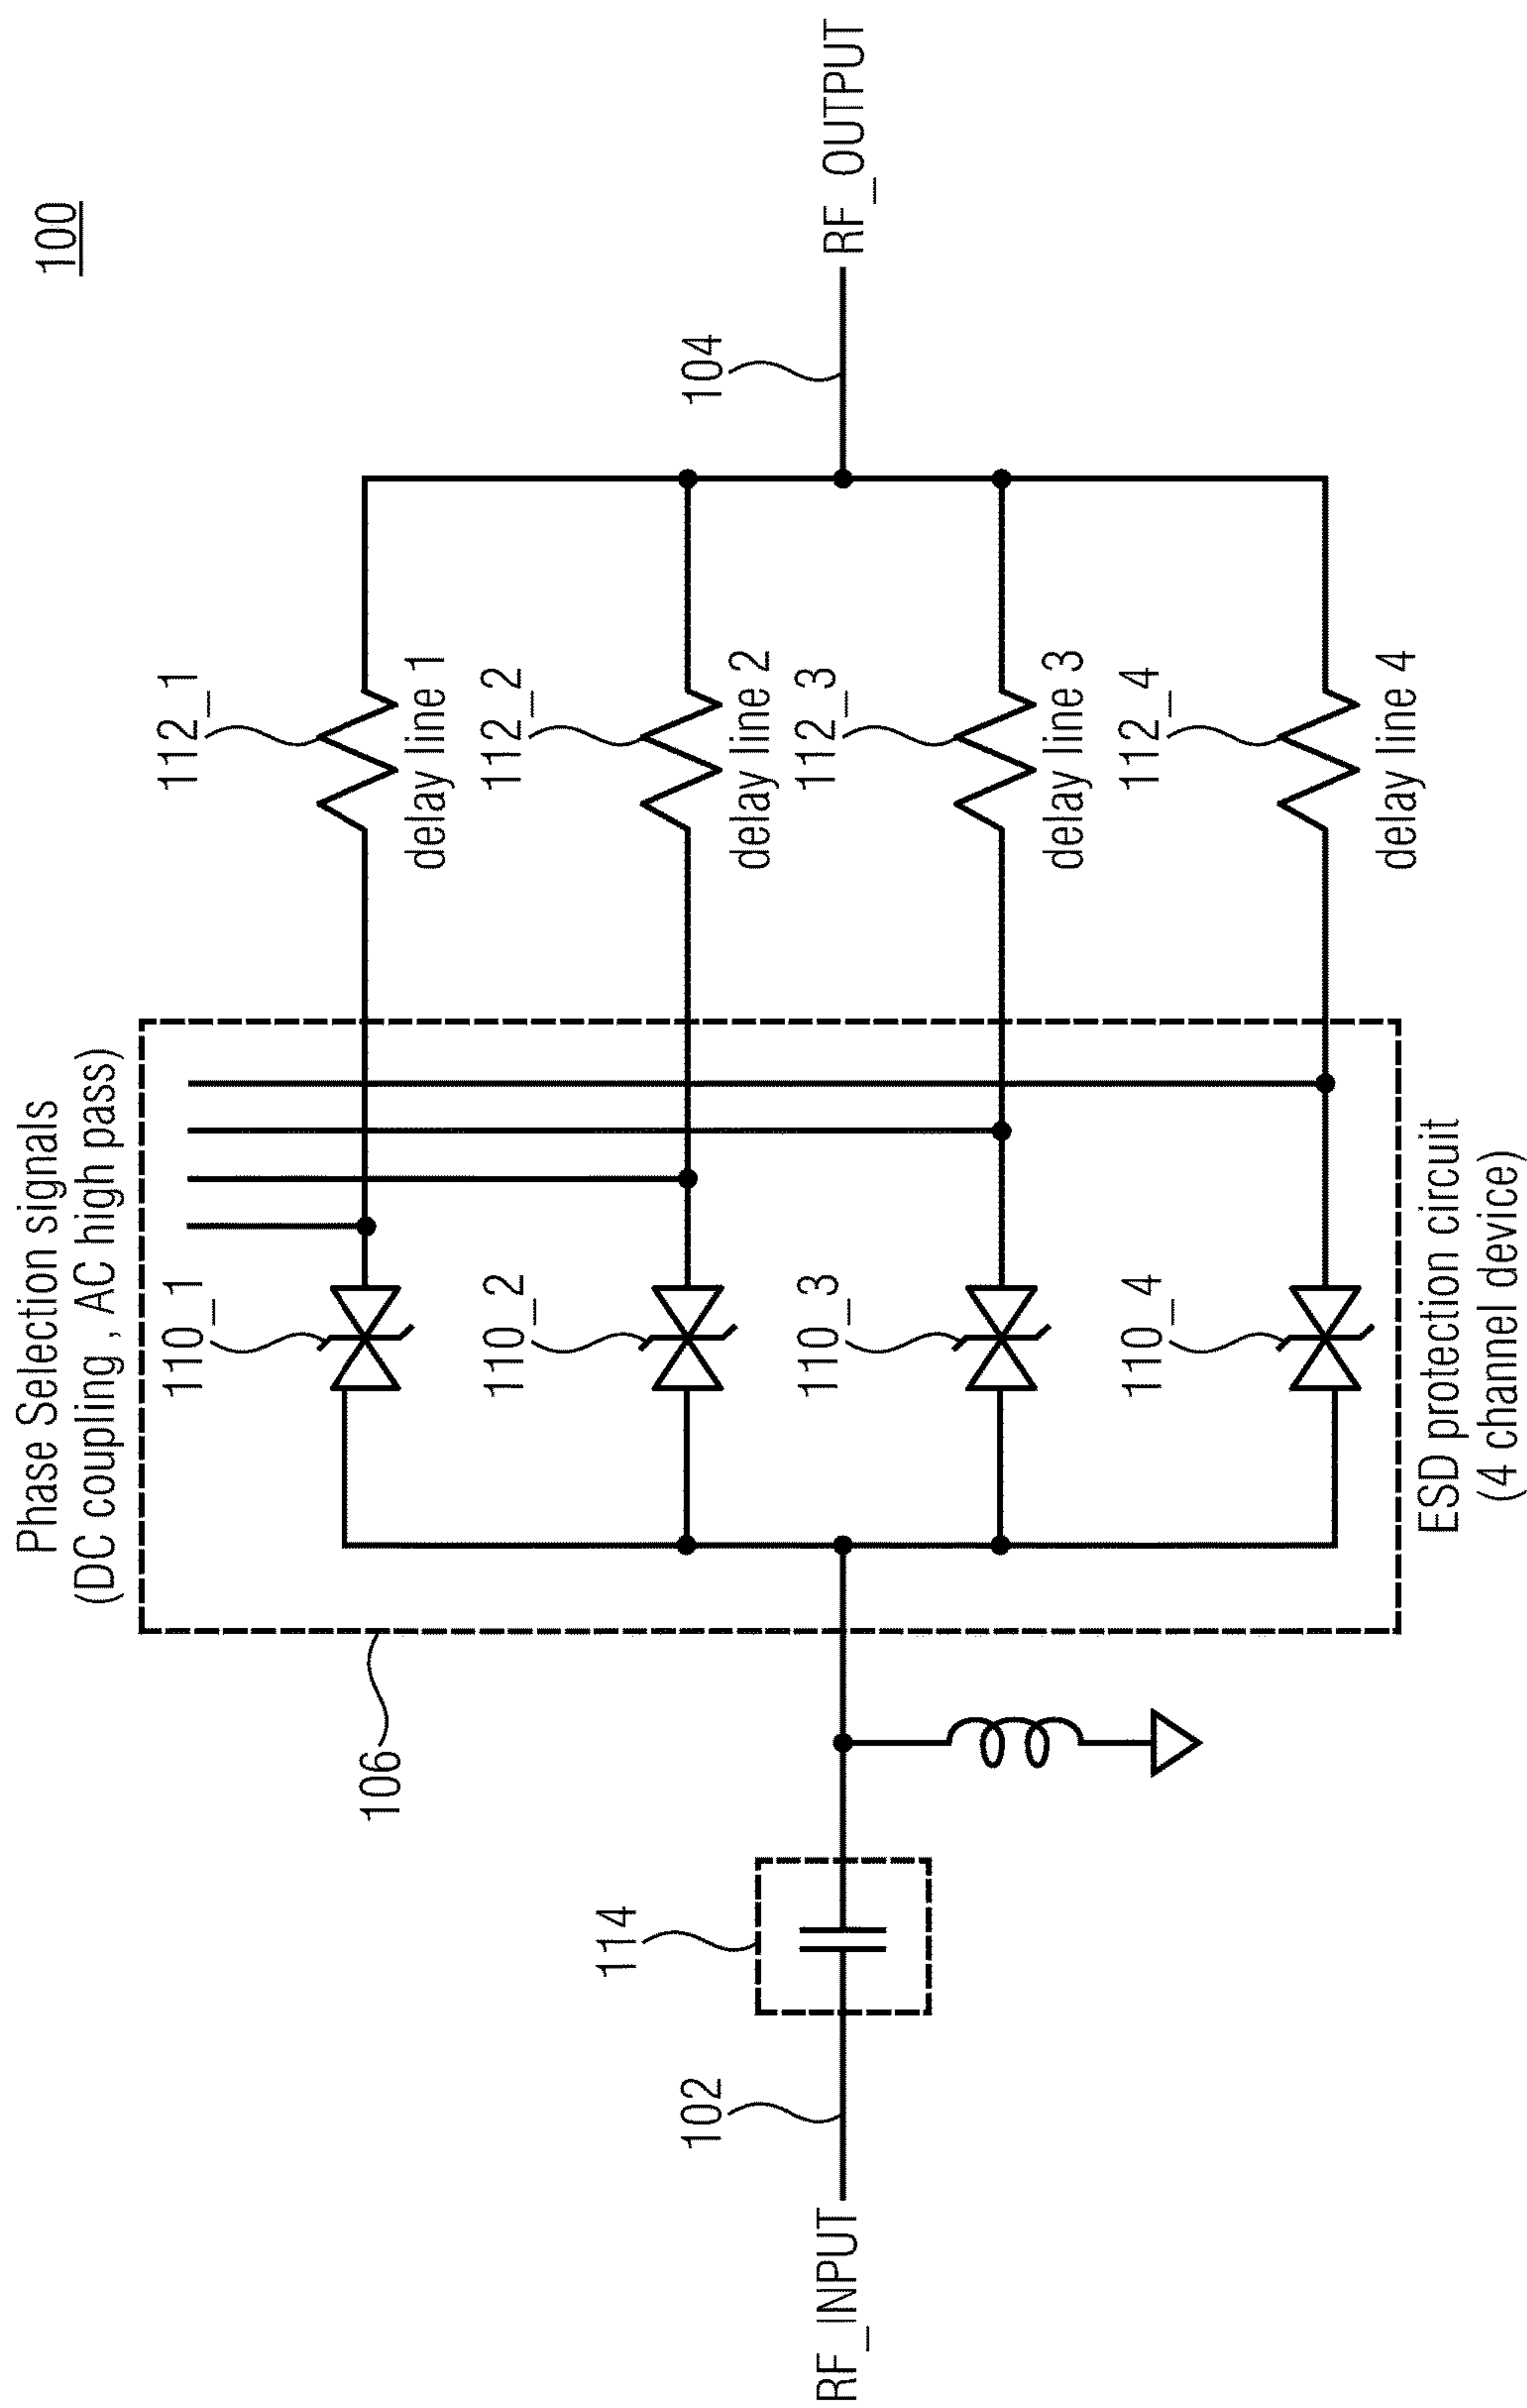 100
Phase Selection signals
(DC coupling , AC high pass)
110_1
112_1
delay line 1
110_2
112_2
delay line 2
110_3
112_3
delay line 3
110_4
112_4
delay line 4
106
114
102
104
RF_INPUT
RF_OUTPUT
ESD protection circuit
(4 channel device)